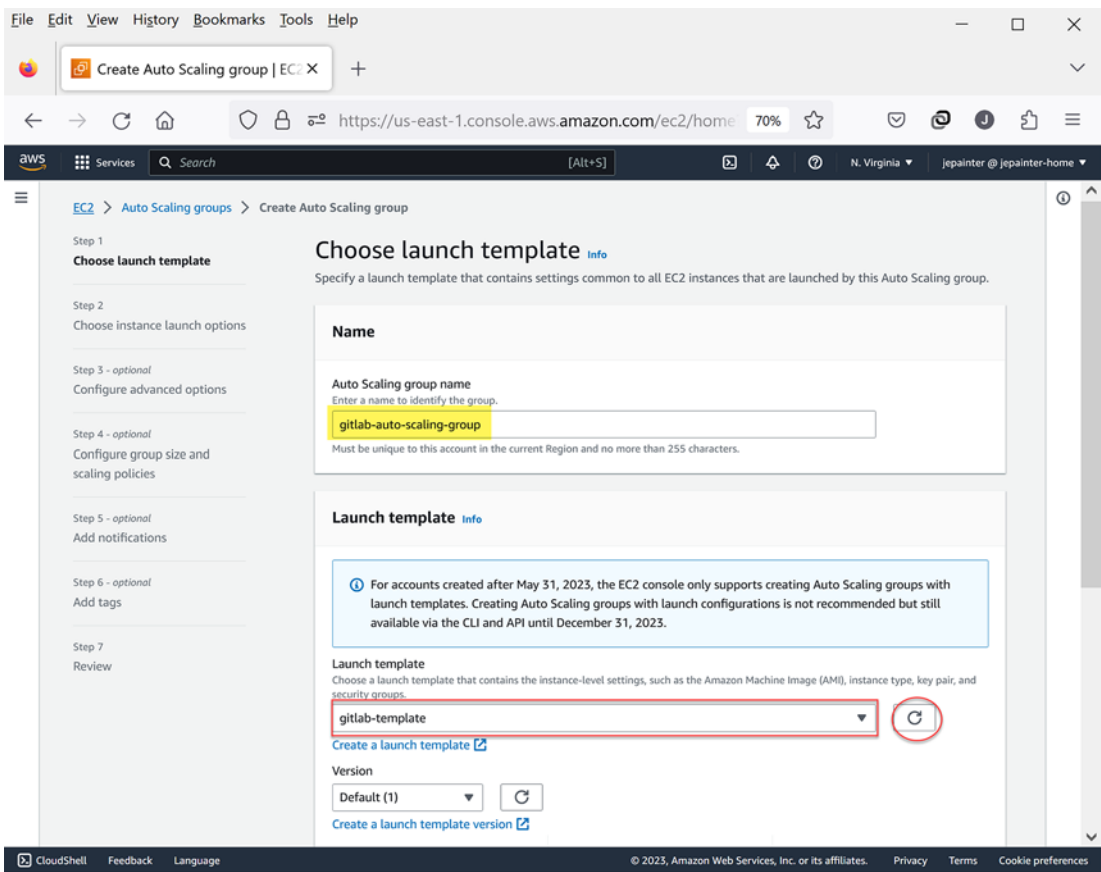 File Edit View History Bookmarks Tools Help
Create Auto Scaling group | EC2
https://us-east-1.console.aws.amazon.com/ec2/home 70% J
aws Services Search [Alt+S] N. Virginia jepainter @ jepainter-home
EC2 > Auto Scaling groups > Create Auto Scaling group
Step 1
Choose launch template
Step 2
Choose instance launch options
Step 3 - optional
Configure advanced options
Step 4 - optional
Configure group size and
scaling policies
Step 5 - optional
Add notifications
Step 6 - optional
Add tags
Step 7
Review
Choose launch template Info
Specify a launch template that contains settings common to all EC2 instances that are launched by this Auto Scaling group.
Name
Auto Scaling group name
Enter a name to identify the group.
gitlab-auto-scaling-group
Must be unique to this account in the current Region and no more than 255 characters.
Launch template Info
For accounts created after May 31, 2023, the EC2 console only supports creating Auto Scaling groups with
launch templates. Creating Auto Scaling groups with launch configurations is not recommended but still
available via the CLI and API until December 31, 2023.
Launch template
Choose a launch template that contains the instance-level settings, such as the Amazon Machine Image (AMI), instance type, key pair, and
security groups.
gitlab-template
Create a launch template
Version
Default (1)
Create a launch template version
CloudShell Feedback Language © 2023, Amazon Web Services, Inc. or its affiliates. Privacy Terms Cookie preferences